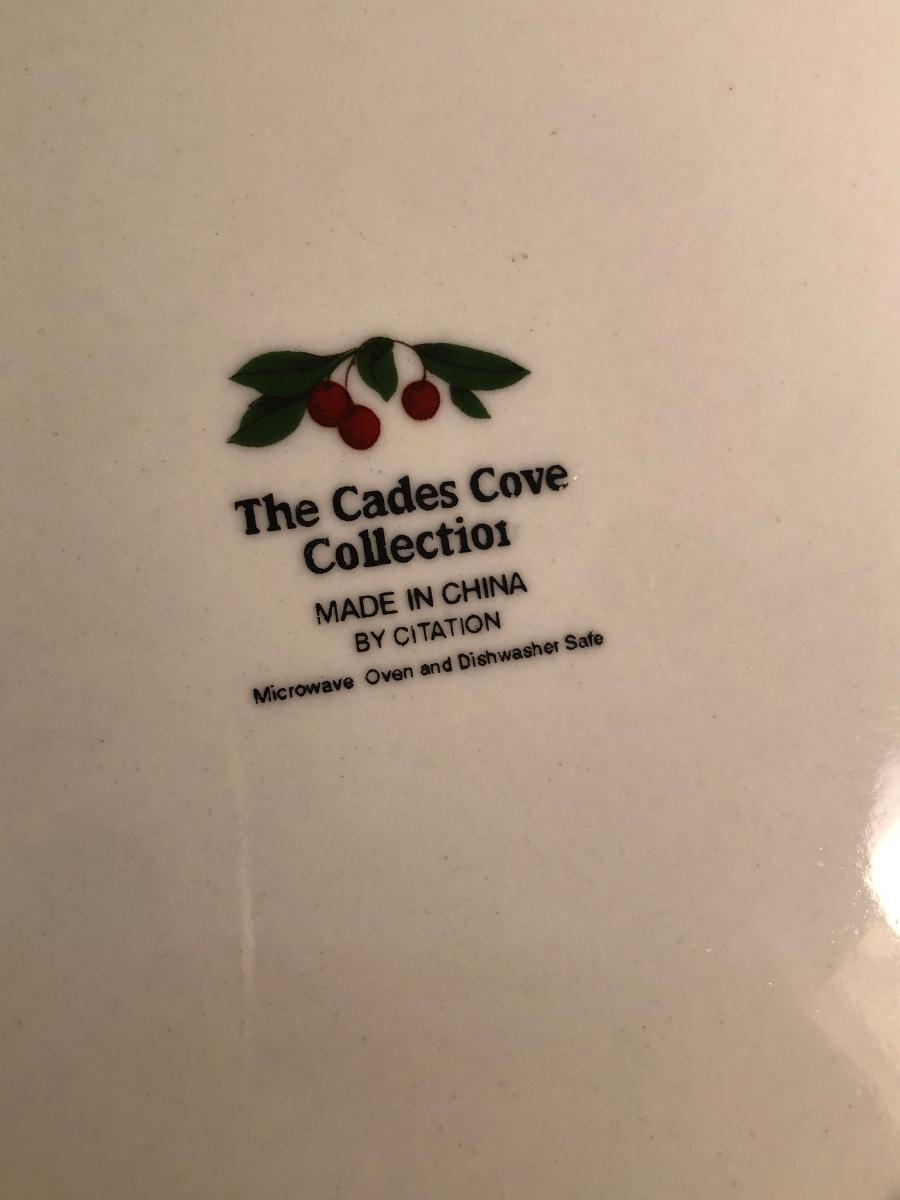 The Cades Cove
Collection
MADE IN CHINA
BY CITATION
Microwave Oven and Dishwasher Safe